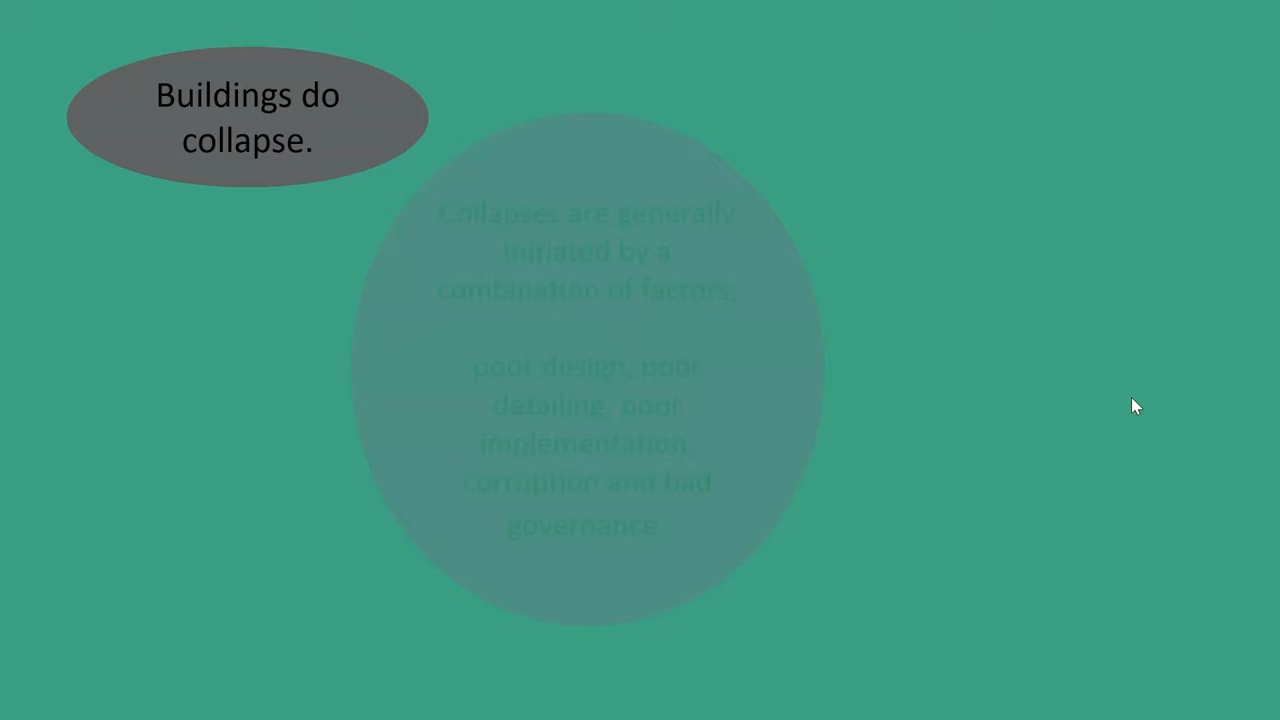 Buildings do
collapse.
Collapses are generally
initiated by a
combination of factors;
poor design, poor
detailing, poor
implementation,
corruption and bad
governance